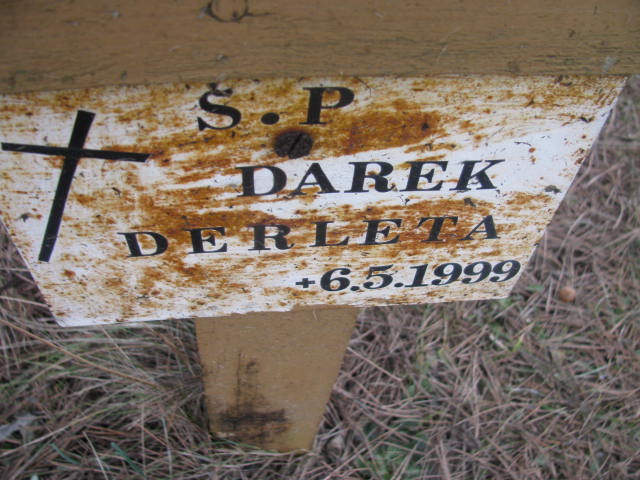 Š.P
DAREK
DERLETA
+6.5.1999